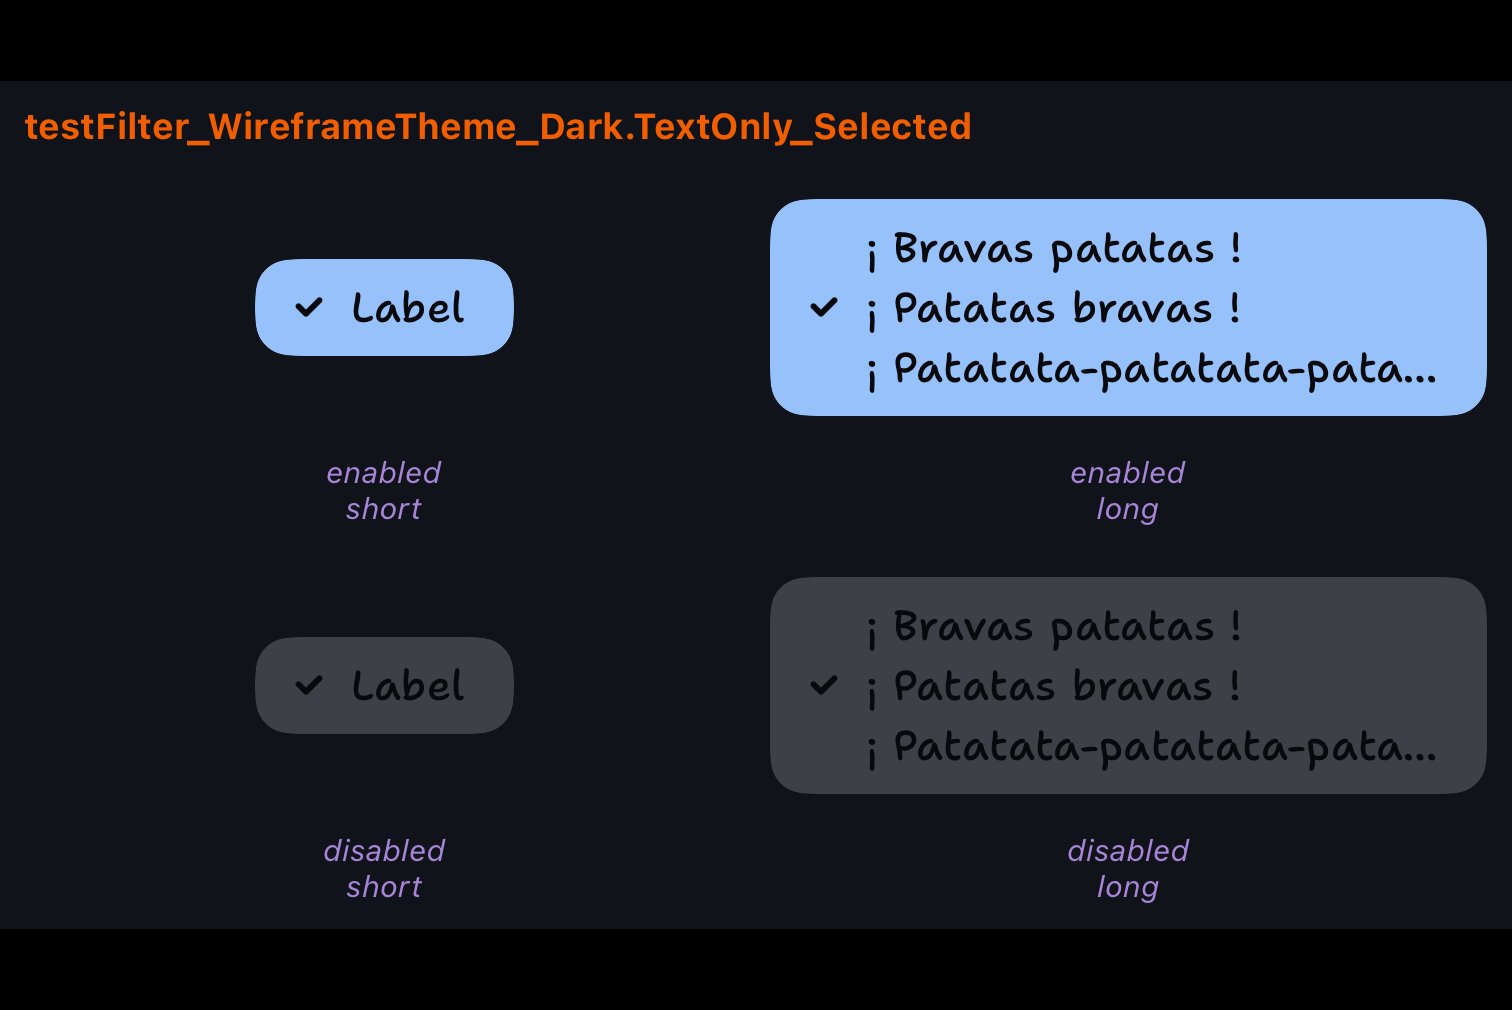 testFilter_WireframeTheme_Dark.TextOnly_Selected
Label
¡ Bravas patatas !
¡ Patatas bravas !
¡ Patatata-patatata-pata...
enabled
short
enabled
long
Label
¡ Bravas patatas !
¡ Patatas bravas !
¡ Patatata-patatata-pata...
disabled
short
disabled
long